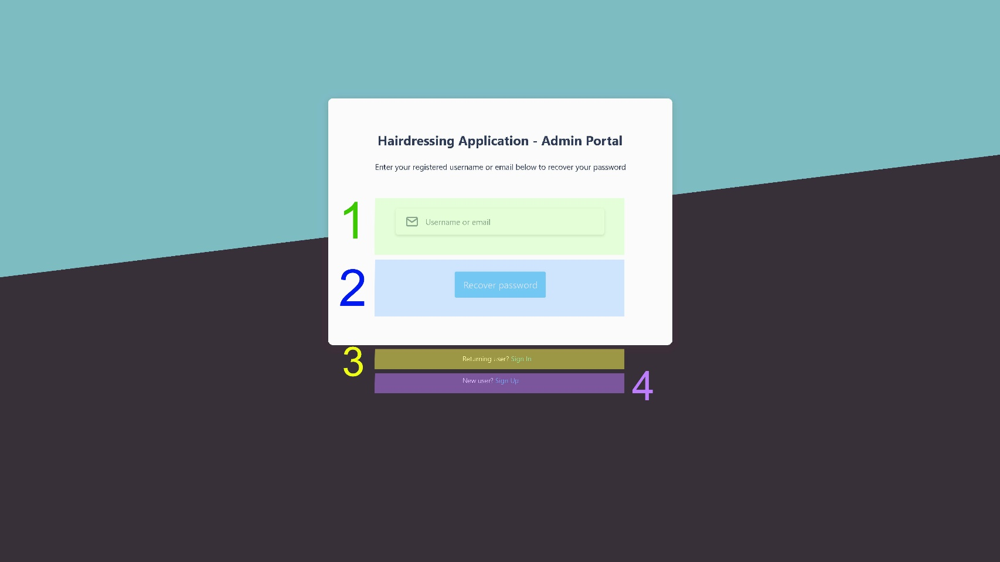 Hairdressing Application - Admin Portal
Enter your registered username or email below to recover your password
1
Username or email
2
Recover password
3
Returning user? Sign In
New user? Sign Up
4